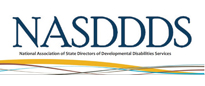 NASDDDS
National Association of State Directors of Developmental Disabilities Services